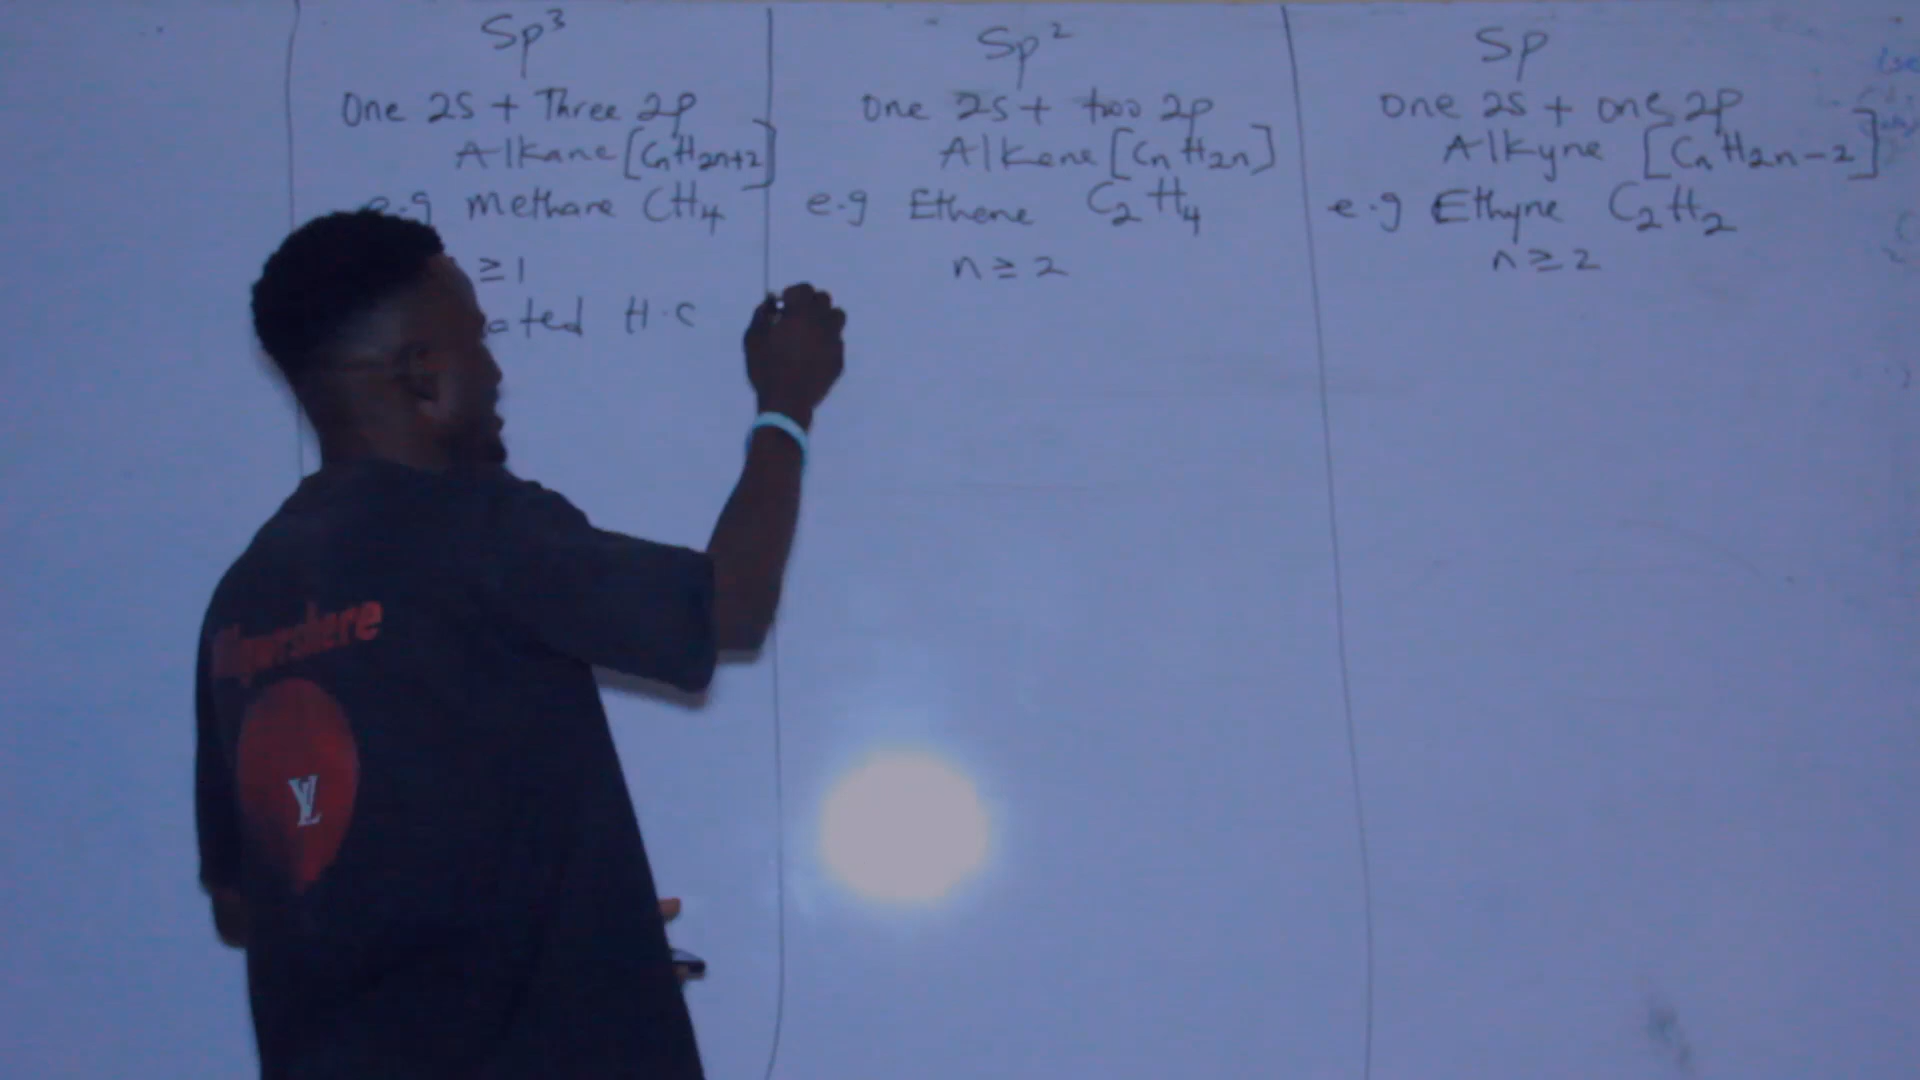 Sp³
One 2S + Three 2p
Alkane [CnH2n+2]
e.g methane CH4
≥1
ated H.C
Sp²
One 2S + two 2p
Alkene [CnH2n]
e.g Ethene C2H4
n≥2
Sp
One 2S + one 2p
Alkyne [CnH2n-2]
e.g Ethyne C2H2
n≥2
LV